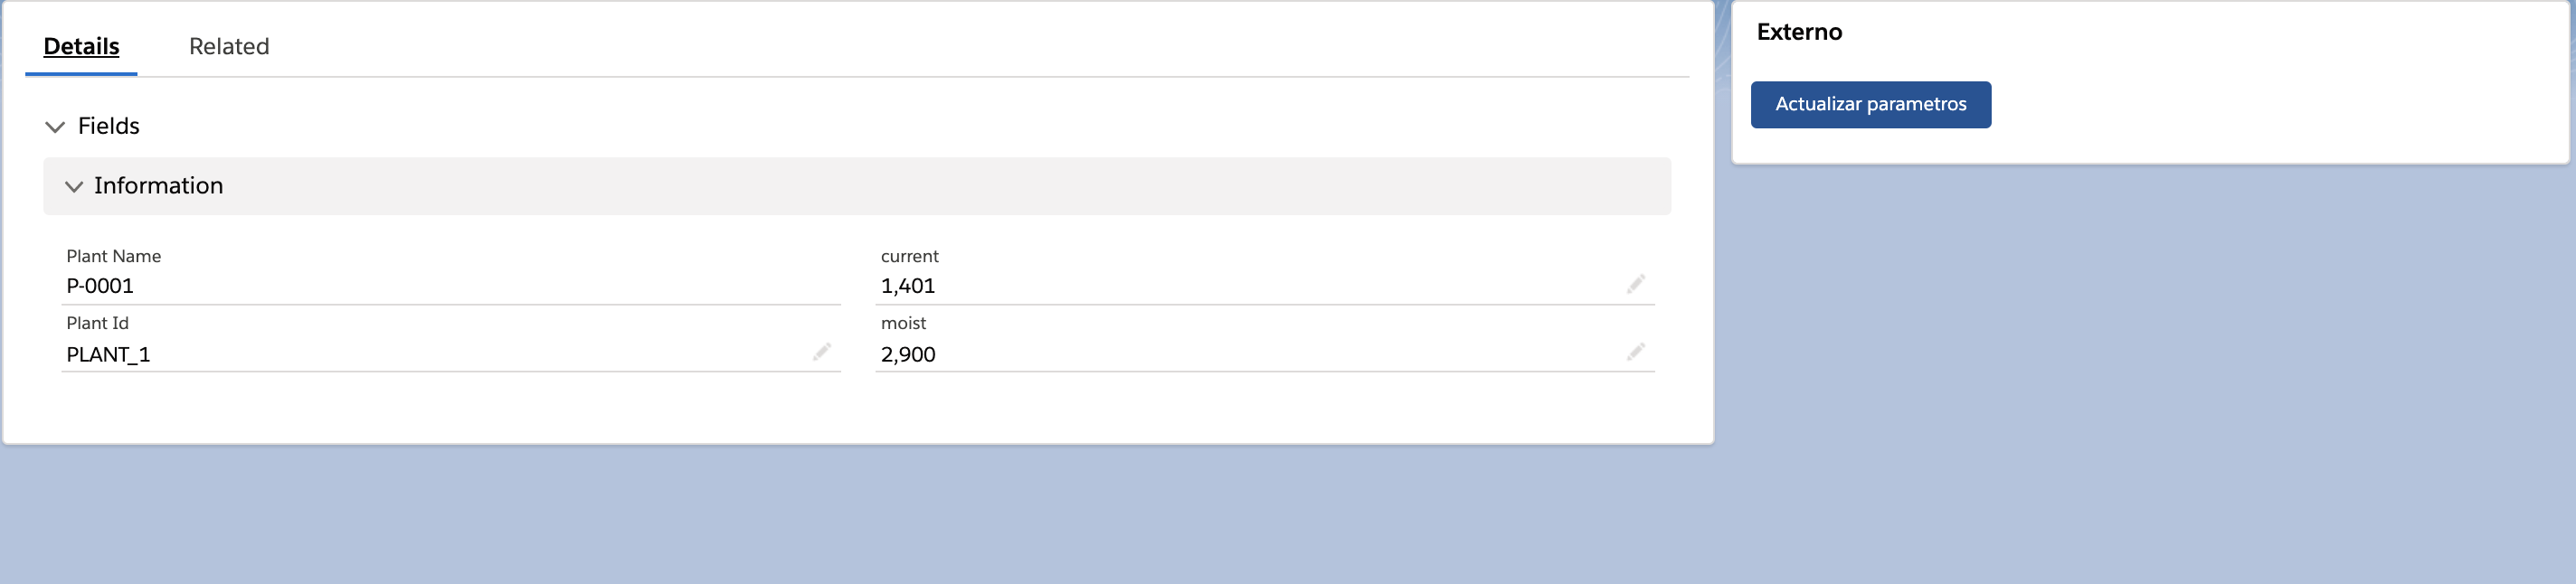 Details Related
Fields
Information
Plant Name
P-0001
Plant Id
PLANT_1
current
1,401
moist
2,900
Externo
Actualizar parametros